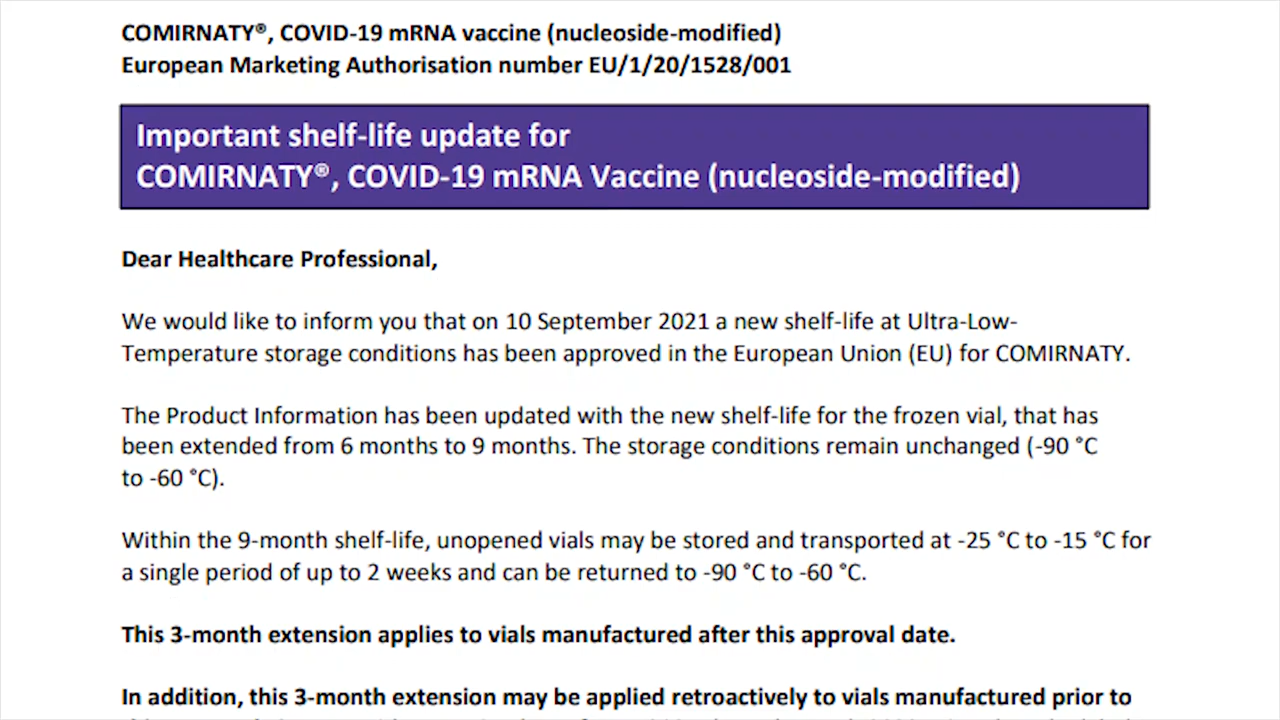 COMIRNATY®, COVID-19 mRNA vaccine (nucleoside-modified)
European Marketing Authorisation number EU/1/20/1528/001
Important shelf-life update for
COMIRNATY®, COVID-19 mRNA Vaccine (nucleoside-modified)
Dear Healthcare Professional,
We would like to inform you that on 10 September 2021 a new shelf-life at Ultra-Low-
Temperature storage conditions has been approved in the European Union (EU) for COMIRNATY.
The Product Information has been updated with the new shelf-life for the frozen vial, that has
been extended from 6 months to 9 months. The storage conditions remain unchanged (-90 °C
to -60 °C).
Within the 9-month shelf-life, unopened vials may be stored and transported at -25 °C to -15 °C for
a single period of up to 2 weeks and can be returned to -90 °C to -60 °C.
This 3-month extension applies to vials manufactured after this approval date.
In addition, this 3-month extension may be applied retroactively to vials manufactured prior to